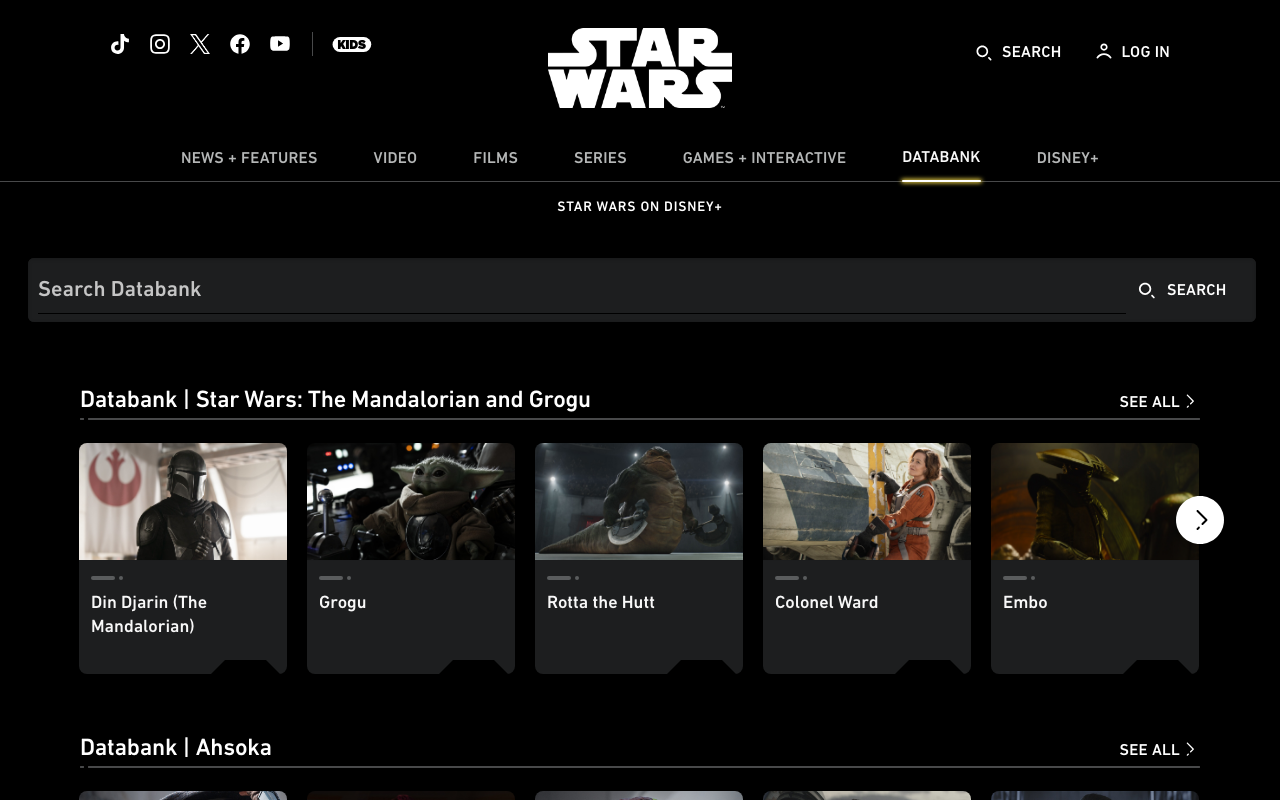 KIDS
STAR
WARS
SEARCH
LOG IN
NEWS + FEATURES
VIDEO
FILMS
SERIES
GAMES + INTERACTIVE
DATABANK
DISNEY+
STAR WARS ON DISNEY+
Search Databank
SEARCH
Databank | Star Wars: The Mandalorian and Grogu
SEE ALL
Din Djarin (The
Mandalorian)
Grogu
Rotta the Hutt
Colonel Ward
Embo
Databank | Ahsoka
SEE ALL